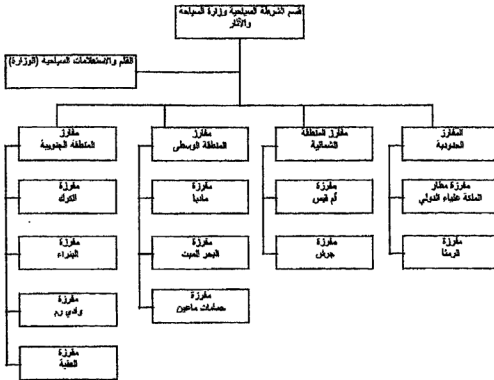 قسم الشرطة السياحية وزارة السياحه
والآثار
القلم والاستعلامات السياحية (الوزارة)
المفارز
الحدودية
مفارز المنطقة
الشمالية
مفارز
المنطقة الوسطى
مفارز
المنطقة الجنوبية
مفرزة مطار
الملكة علياء الدولي
مفرزة
أم قيس
مفرزة
مادبا
مفرزة
الكرك
مفرزة
الرمثا
مفرزة
جرش
مفرزة
البحر الميت
مفرزة
البتراء
مفرزة
حمامات ماعين
مفرزة
وادي رم
مفرزة
العقبة